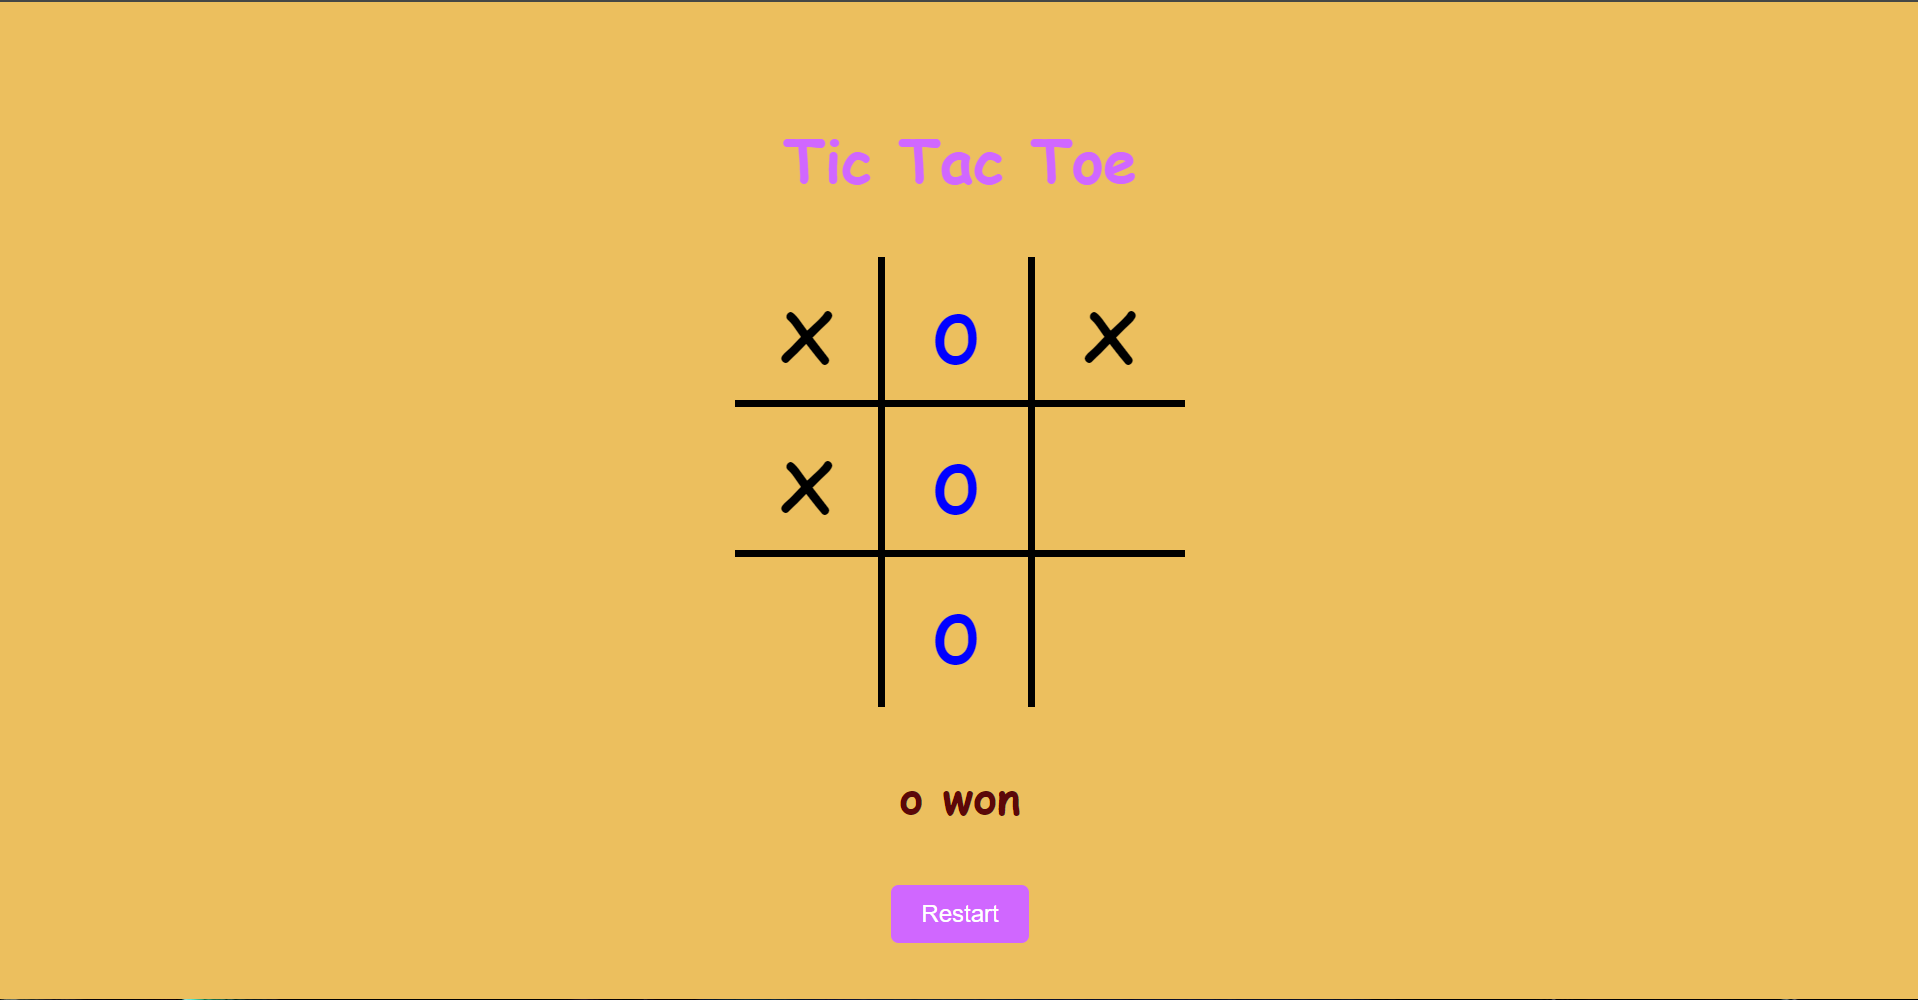 Tic Tac Toe
x o x
x o
o
o won
Restart